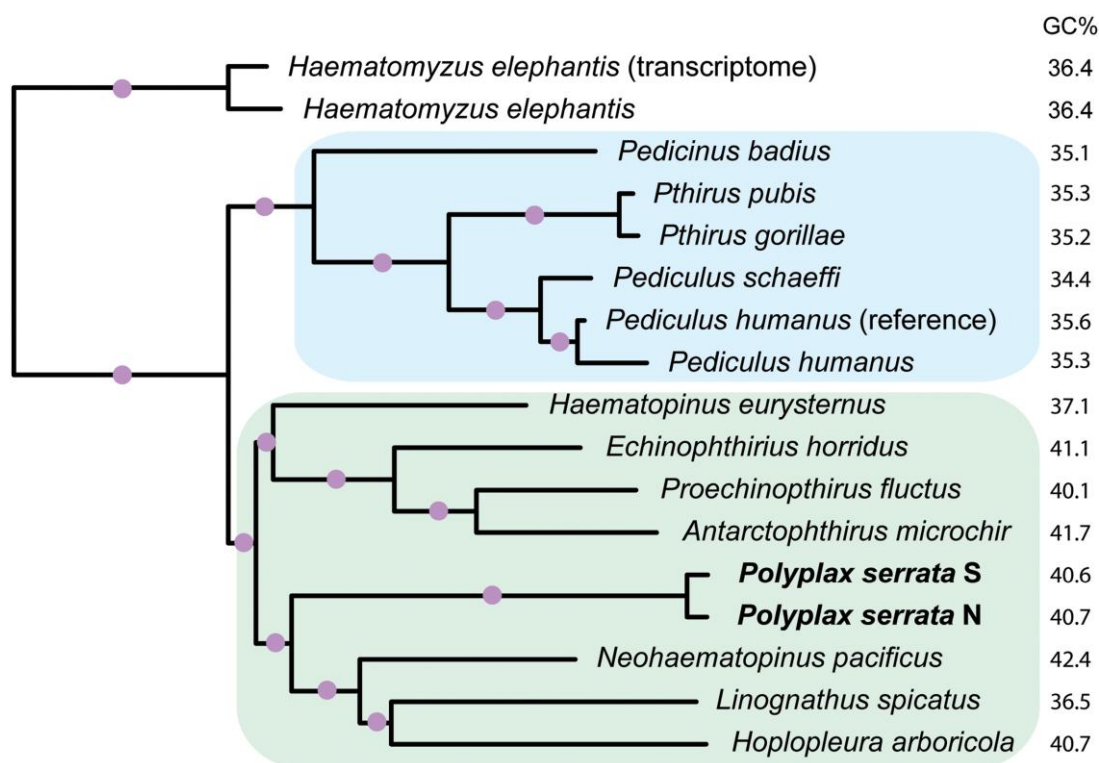 GC%
Haematomyzus elephantis (transcriptome) 36.4
Haematomyzus elephantis 36.4
Pedicinus badius 35.1
Pthirus pubis 35.3
Pthirus gorillae 35.2
Pediculus schaeffi 34.4
Pediculus humanus (reference) 35.6
Pediculus humanus 35.3
Haematopinus eurysternus 37.1
Echinophthirius horridus 41.1
Proechinopthirus fluctus 40.1
Antarctophthirus microchir 41.7
Polyplax serrata S 40.6
Polyplax serrata N 40.7
Neohaematopinus pacificus 42.4
Linognathus spicatus 36.5
Hoplopleura arboricola 40.7